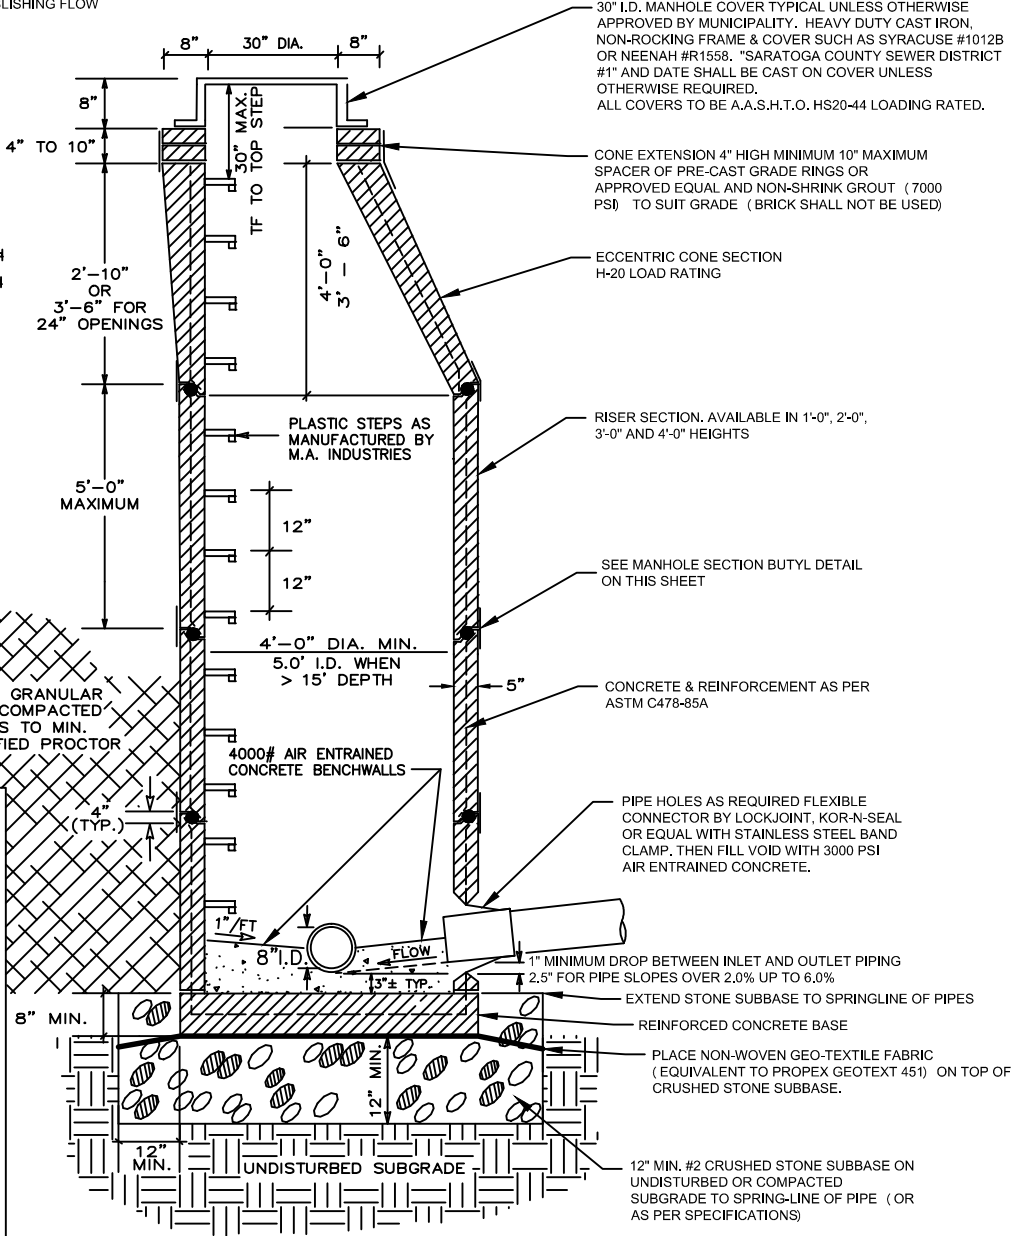 BLISHING FLOW
30" I.D. MANHOLE COVER TYPICAL UNLESS OTHERWISE
APPROVED BY MUNICIPALITY. HEAVY DUTY CAST IRON,
NON-ROCKING FRAME & COVER SUCH AS SYRACUSE #1012B
OR NEENAH #R1558. "SARATOGA COUNTY SEWER DISTRICT
#1" AND DATE SHALL BE CAST ON COVER UNLESS
OTHERWISE REQUIRED.
ALL COVERS TO BE A.A.S.H.T.O. HS20-44 LOADING RATED.
8"
30" DIA.
8"
8"
4" TO 10"
30" MAX.
TF TO TOP STEP
CONE EXTENSION 4" HIGH MINIMUM 10" MAXIMUM
SPACER OF PRE-CAST GRADE RINGS OR
APPROVED EQUAL AND NON-SHRINK GROUT (7000
PSI) TO SUIT GRADE (BRICK SHALL NOT BE USED)
2'-10"
OR
3'-6" FOR
24" OPENINGS
4'-0"
3' - 6"
ECCENTRIC CONE SECTION
H-20 LOAD RATING
PLASTIC STEPS AS
MANUFACTURED BY
M.A. INDUSTRIES
RISER SECTION. AVAILABLE IN 1'-0", 2'-0",
3'-0" AND 4'-0" HEIGHTS
5'-0"
MAXIMUM
12"
12"
SEE MANHOLE SECTION BUTYL DETAIL
ON THIS SHEET
4'-0" DIA. MIN.
5.0' I.D. WHEN
> 15' DEPTH
5"
CONCRETE & REINFORCEMENT AS PER
ASTM C478-85A
GRANULAR
COMPACTED
S TO MIN.
FIED PROCTOR
4000# AIR ENTRAINED
CONCRETE BENCHWALLS
4"
(TYP.)
PIPE HOLES AS REQUIRED FLEXIBLE
CONNECTOR BY LOCKJOINT, KOR-N-SEAL
OR EQUAL WITH STAINLESS STEEL BAND
CLAMP. THEN FILL VOID WITH 3000 PSI
AIR ENTRAINED CONCRETE.
1"/FT
8"I.D.
FLOW
3"± TYP.
1" MINIMUM DROP BETWEEN INLET AND OUTLET PIPING
2.5" FOR PIPE SLOPES OVER 2.0% UP TO 6.0%
EXTEND STONE SUBBASE TO SPRINGLINE OF PIPES
8" MIN.
REINFORCED CONCRETE BASE
PLACE NON-WOVEN GEO-TEXTILE FABRIC
(EQUIVALENT TO PROPEX GEOTEXT 451) ON TOP OF
CRUSHED STONE SUBBASE.
12" MIN.
12"
MIN.
UNDISTURBED SUBGRADE
12" MIN. #2 CRUSHED STONE SUBBASE ON
UNDISTURBED OR COMPACTED
SUBGRADE TO SPRING-LINE OF PIPE (OR
AS PER SPECIFICATIONS)